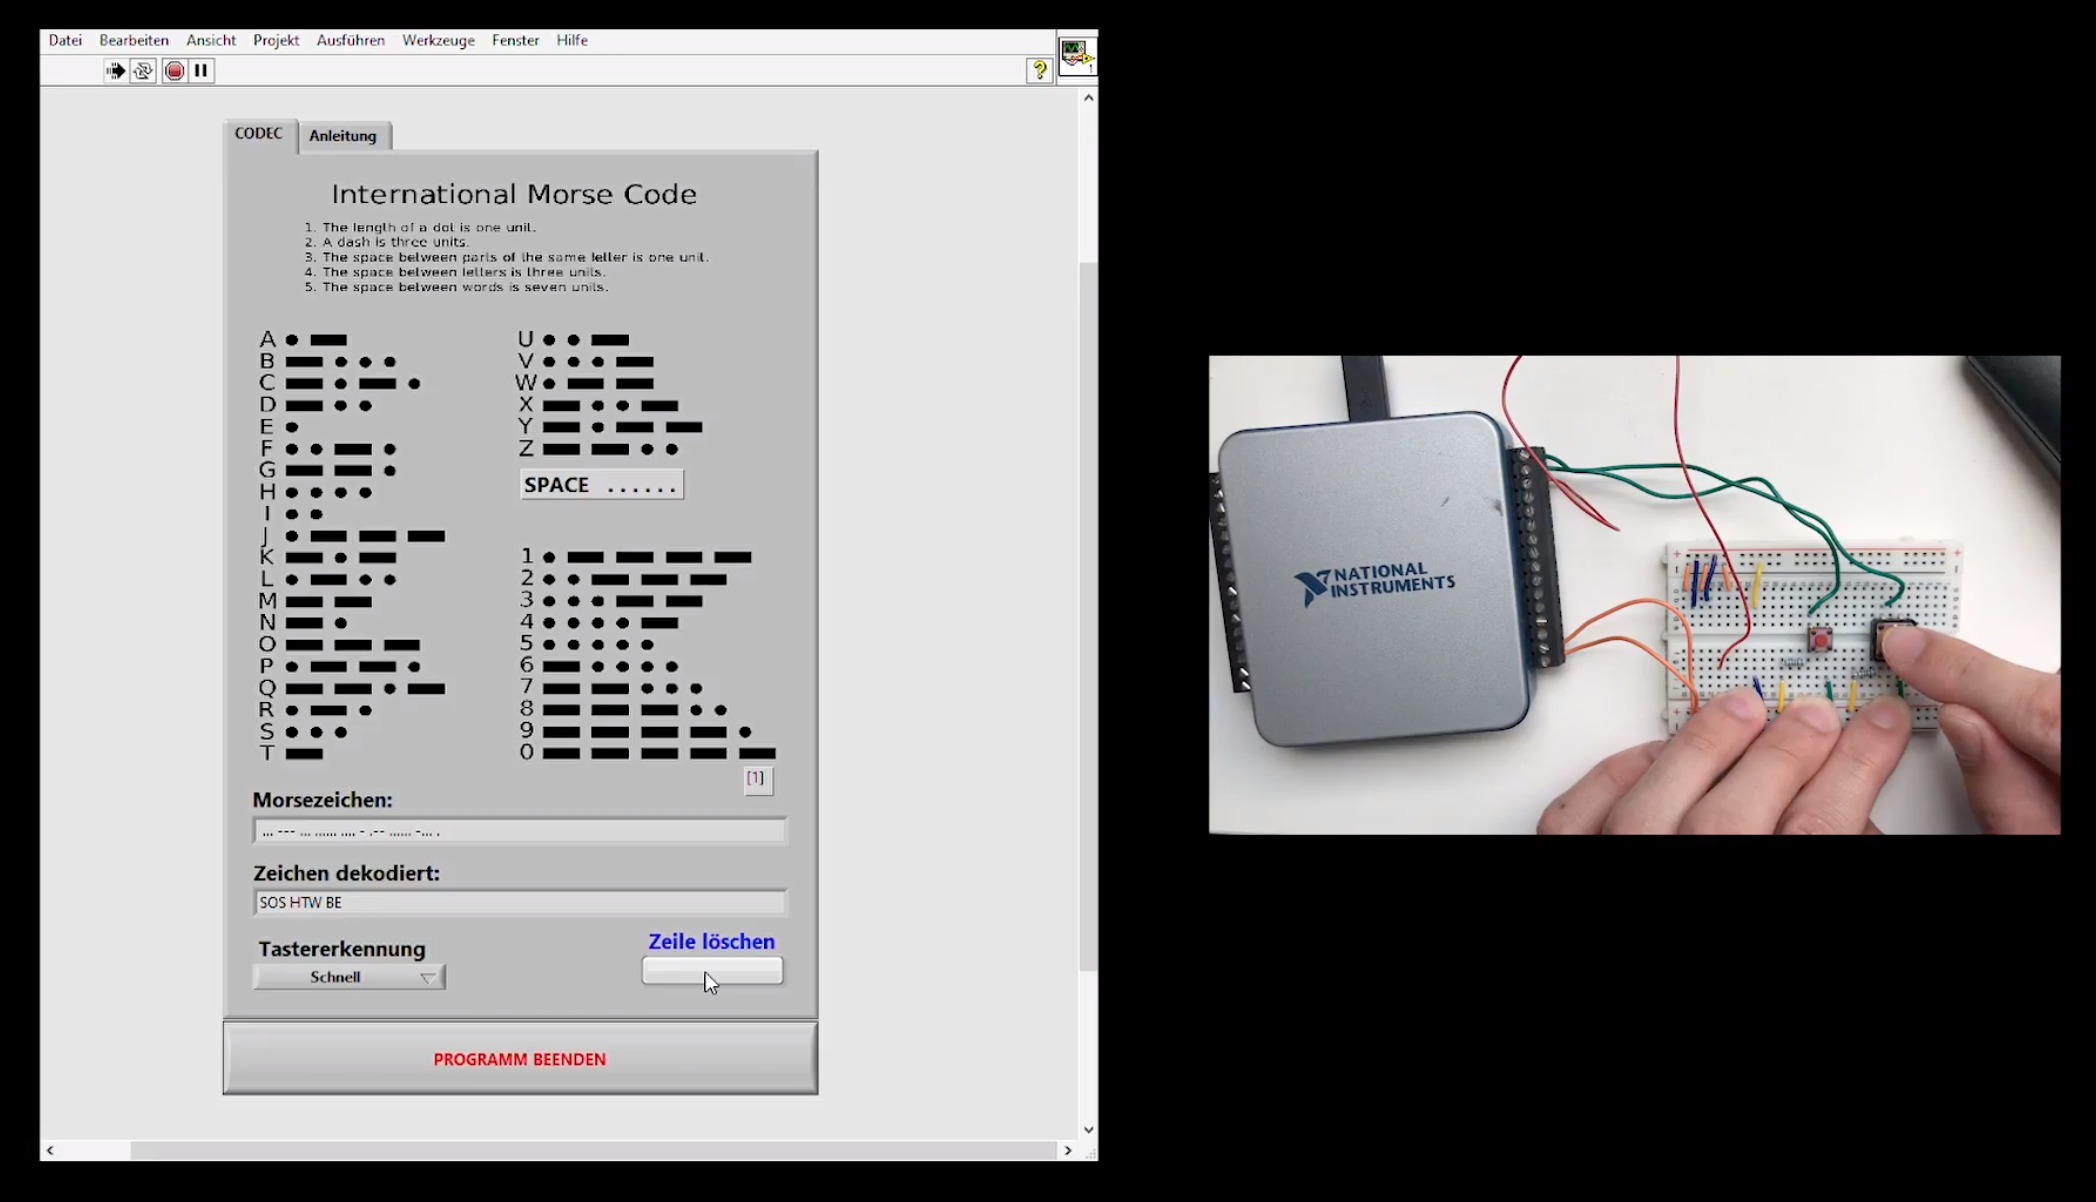 Datei Bearbeiten Ansicht Projekt Ausführen Werkzeuge Fenster Hilfe
?
1
CODEC Anleitung
International Morse Code
1. The length of a dot is one unit.
2. A dash is three units.
3. The space between parts of the same letter is one unit.
4. The space between letters is three units.
5. The space between words is seven units.
A
B
C
D
E
F
G
H
I
J
K
L
M
N
O
P
Q
R
S
T
U
V
W
X
Y
Z
SPACE ......
1
2
3
4
5
6
7
8
9
0
[1]
Morsezeichen:
... --- ... ...... .... - .-- ...... -... .
Zeichen dekodiert:
SOS HTW BE
Tastererkennung
Schnell
Zeile löschen
PROGRAMM BEENDEN
NATIONAL
INSTRUMENTS